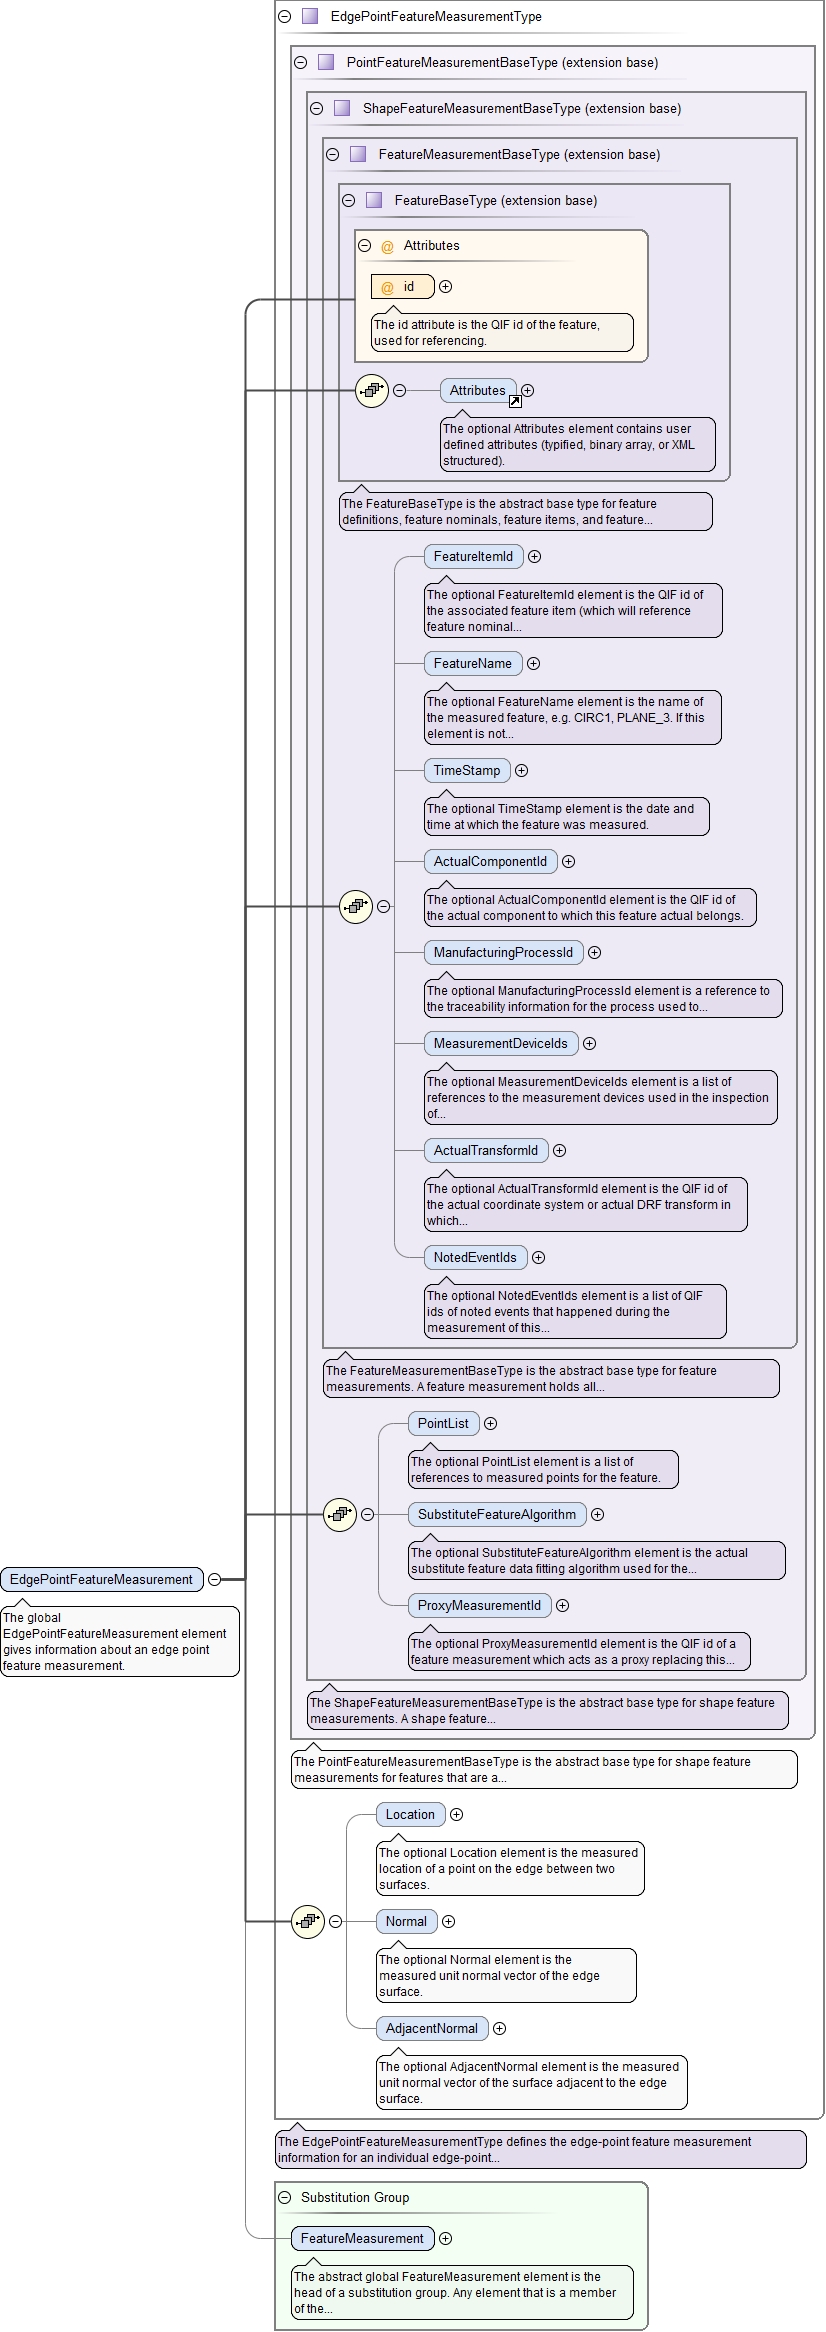 EdgePointFeatureMeasurementType
PointFeatureMeasurementBaseType (extension base)
ShapeFeatureMeasurementBaseType (extension base)
FeatureMeasurementBaseType (extension base)
FeatureBaseType (extension base)
@ Attributes
@ id
The id attribute is the QIF id of the feature,
used for referencing.
Attributes
The optional Attributes element contains user
defined attributes (typified, binary array, or XML
structured).
The FeatureBaseType is the abstract base type for feature
definitions, feature nominals, feature items, and feature...
FeatureItemId
The optional FeatureItemId element is the QIF id of
the associated feature item (which will reference
feature nominal...
FeatureName
The optional FeatureName element is the name of
the measured feature, e.g. CIRC1, PLANE_3. If this
element is not...
TimeStamp
The optional TimeStamp element is the date and
time at which the feature was measured.
ActualComponentId
The optional ActualComponentId element is the QIF id of
the actual component to which this feature actual belongs.
ManufacturingProcessId
The optional ManufacturingProcessId element is a reference to
the traceability information for the process used to...
MeasurementDeviceIds
The optional MeasurementDeviceIds element is a list of
references to the measurement devices used in the inspection
of...
ActualTransformId
The optional ActualTransformId element is the QIF id of
the actual coordinate system or actual DRF transform in
which...
NotedEventIds
The optional NotedEventIds element is a list of QIF
ids of noted events that happened during the
measurement of this...
The FeatureMeasurementBaseType is the abstract base type for feature
measurements. A feature measurement holds all...
PointList
The optional PointList element is a list of
references to measured points for the feature.
SubstituteFeatureAlgorithm
The optional SubstituteFeatureAlgorithm element is the actual
substitute feature data fitting algorithm used for the...
ProxyMeasurementId
The optional ProxyMeasurementId element is the QIF id of a
feature measurement which acts as a proxy replacing this...
The ShapeFeatureMeasurementBaseType is the abstract base type for shape feature
measurements. A shape feature...
The PointFeatureMeasurementBaseType is the abstract base type for shape feature
measurements for features that are a...
EdgePointFeatureMeasurement
The global
EdgePointFeatureMeasurement element
gives information about an edge point
feature measurement.
Location
The optional Location element is the measured
location of a point on the edge between two
surfaces.
Normal
The optional Normal element is the
measured unit normal vector of the edge
surface.
AdjacentNormal
The optional AdjacentNormal element is the measured
unit normal vector of the surface adjacent to the edge
surface.
The EdgePointFeatureMeasurementType defines the edge-point feature measurement
information for an individual edge-point...
Substitution Group
FeatureMeasurement
The abstract global FeatureMeasurement element is the
head of a substitution group. Any element that is a member
of the...